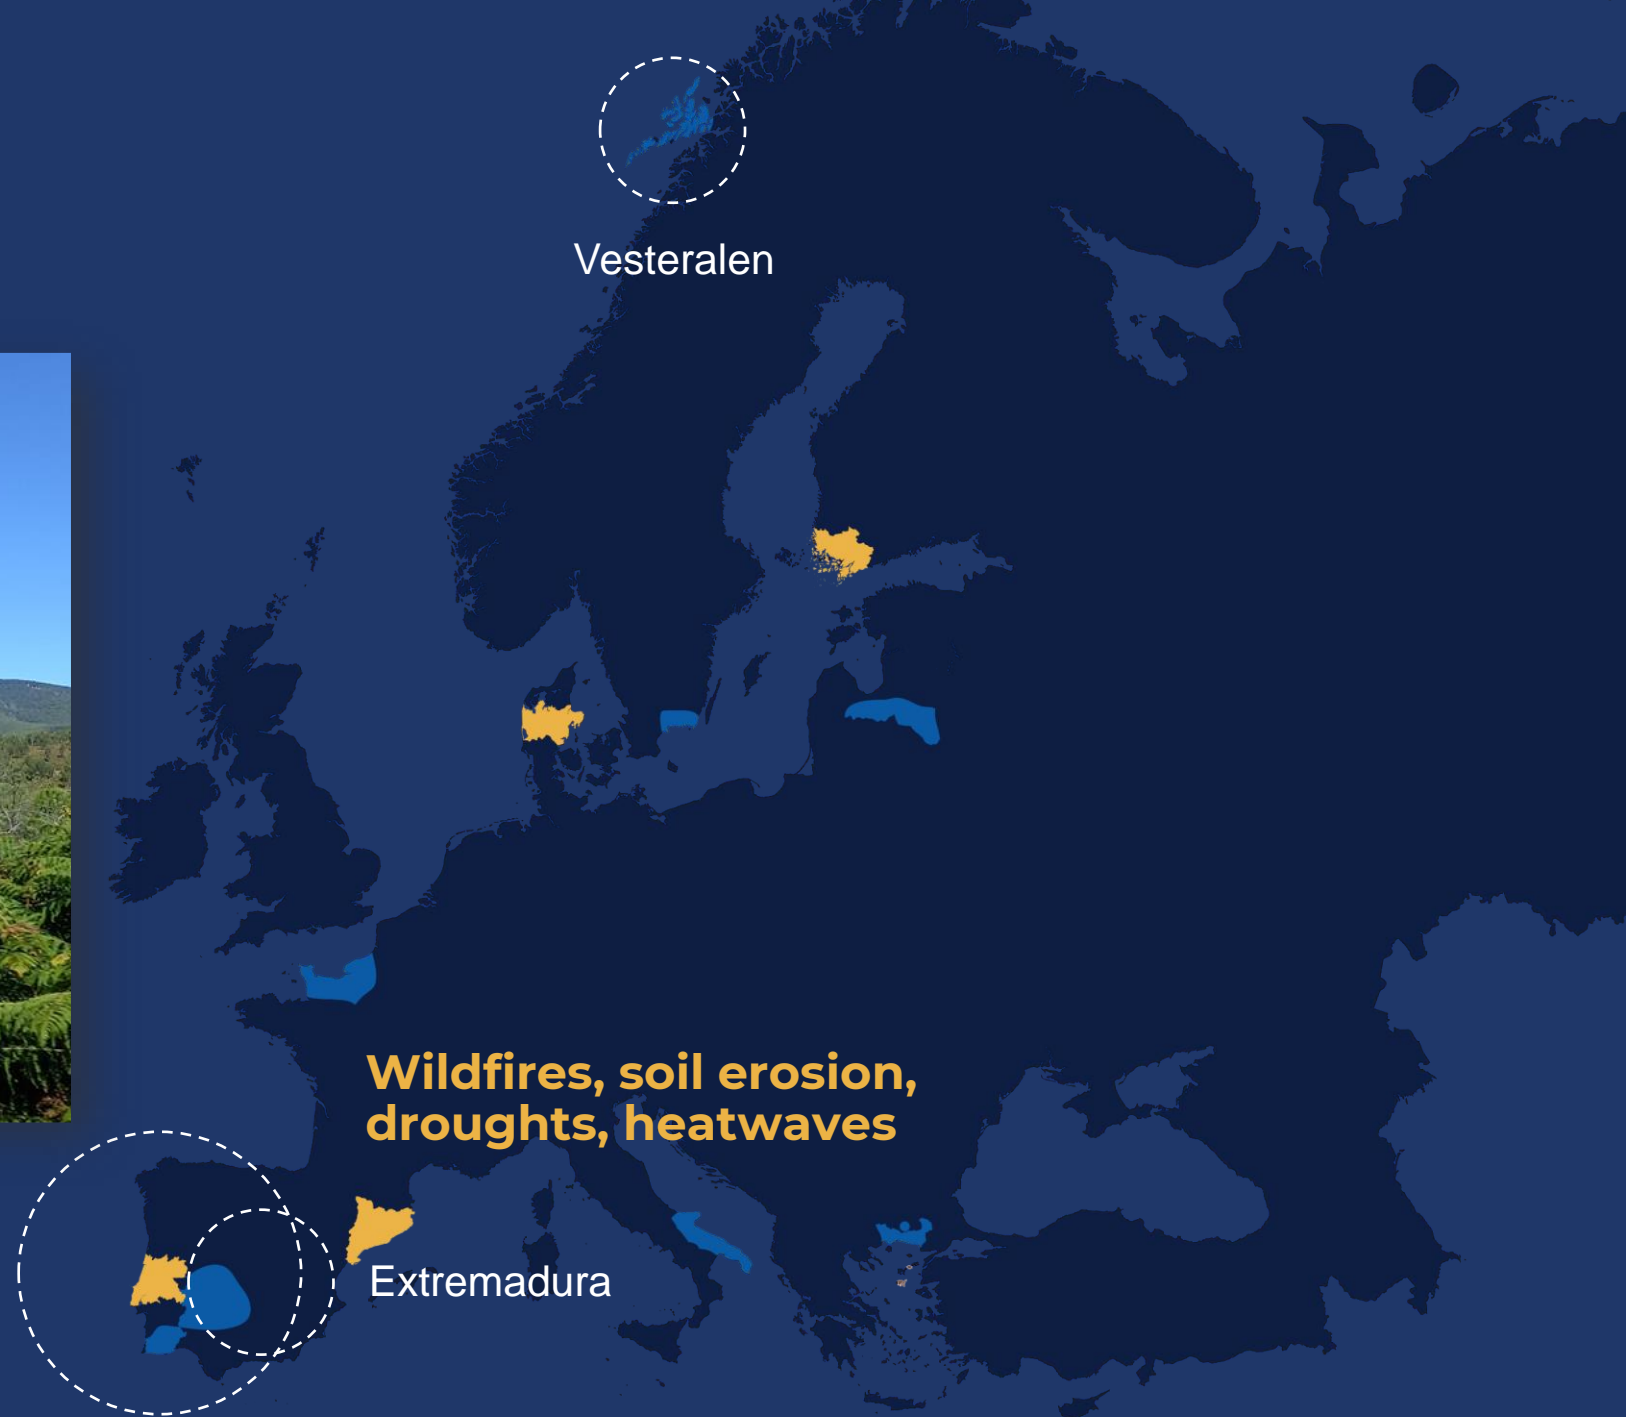 Vesteralen
Wildfires, soil erosion,
droughts, heatwaves
Extremadura